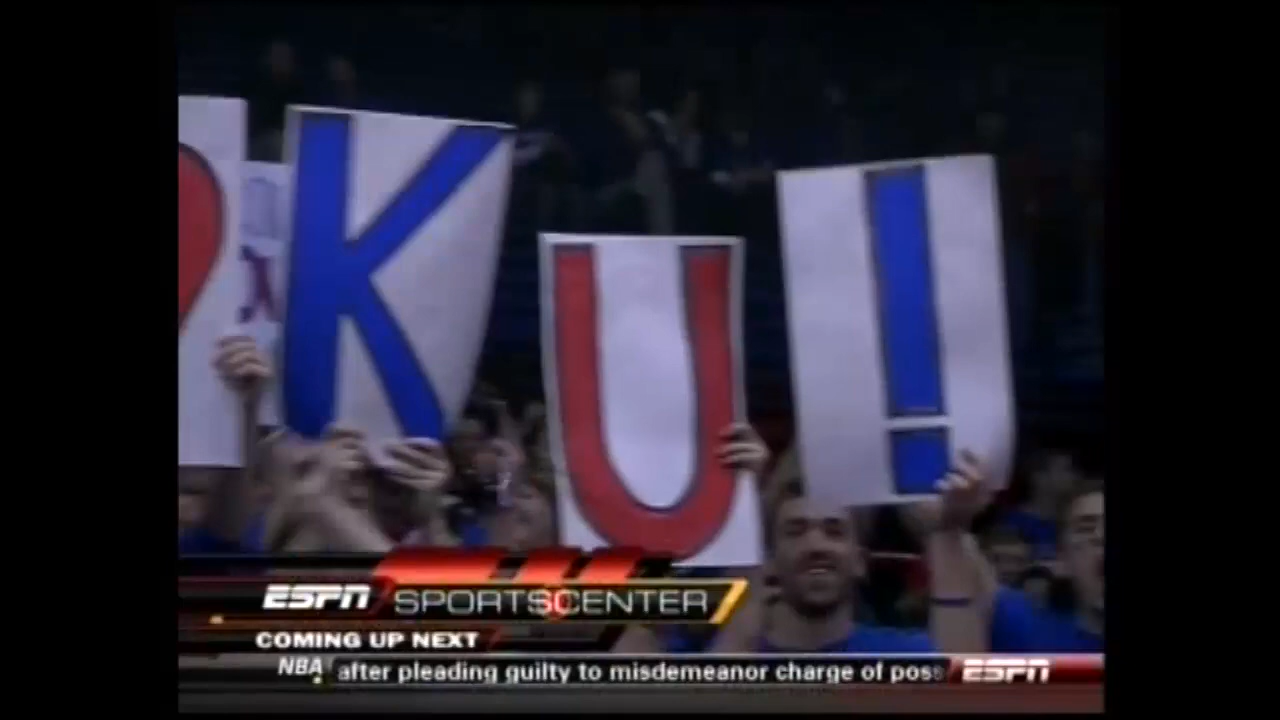 K U !
ESPN SPORTSCENTER
COMING UP NEXT
NBA after pleading guilty to misdemeanor charge of poss ESPN